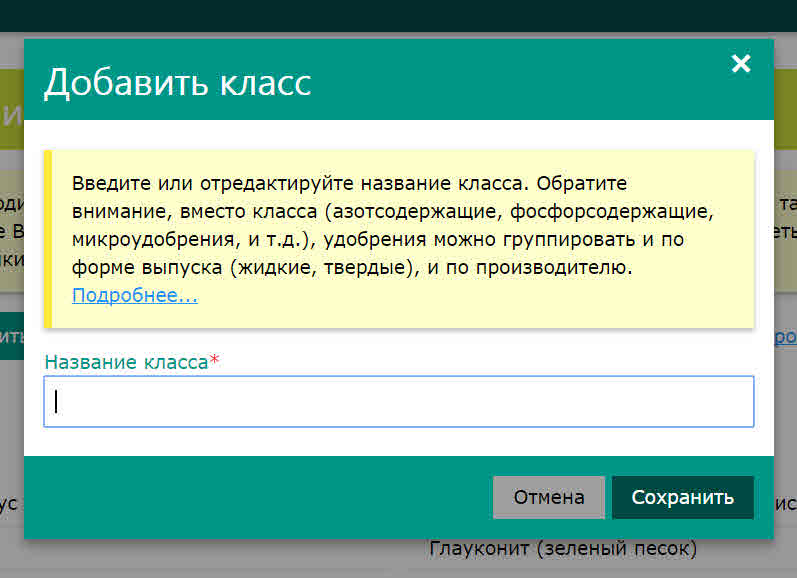 Добавить класс
×
Введите или отредактируйте название класса. Обратите
внимание, вместо класса (азотсодержащие, фосфорсодержащие,
микроудобрения, и т.д.), удобрения можно группировать и по
форме выпуска (жидкие, твердые), и по производителю.
Подробнее...
Название класса*
Отмена
Сохранить
Глауконит (зеленый песок)